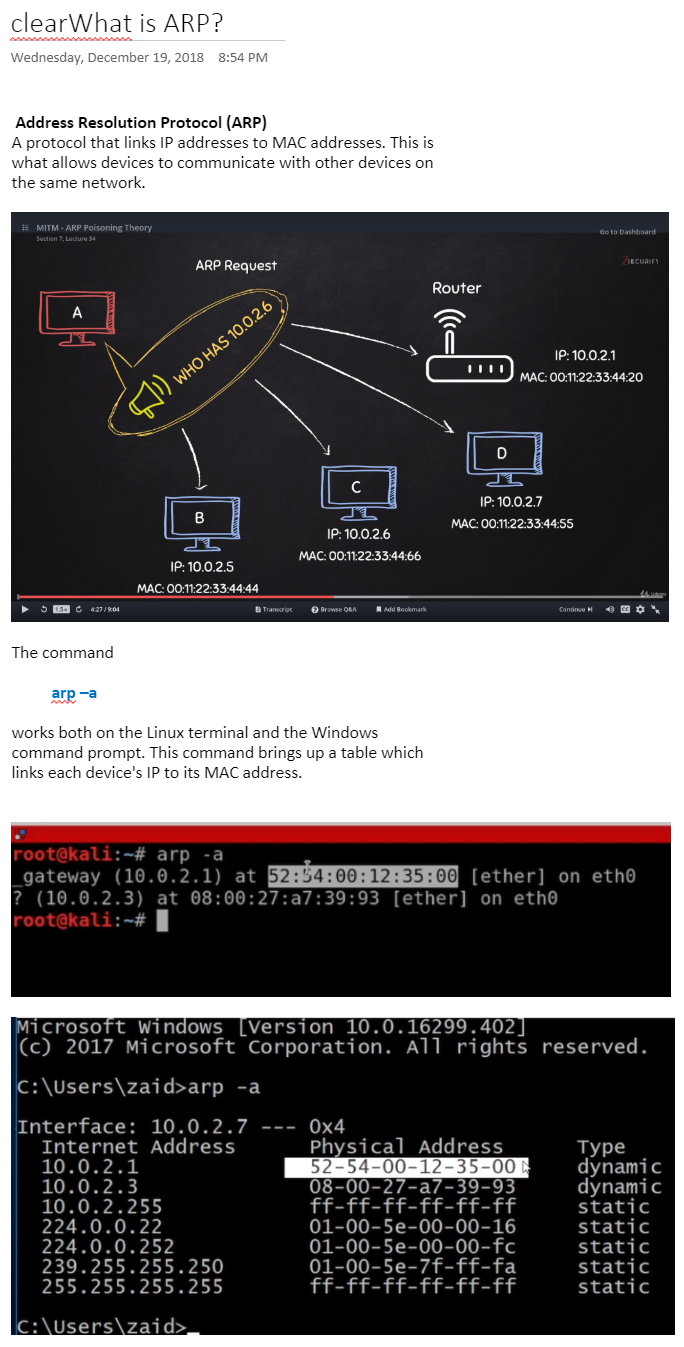 clearWhat is ARP?
Wednesday, December 19, 2018 8:54 PM
Address Resolution Protocol (ARP)
A protocol that links IP addresses to MAC addresses. This is
what allows devices to communicate with other devices on
the same network.
MITM - ARP Poisoning Theory
Section 7, Lecture 34
Go to Dashboard
ZSECURITY
ARP Request
A
WHO HAS 10.0.2.6
Router
IP: 10.0.2.1
MAC: 00:11:22:33:44:20
D
IP: 10.0.2.7
MAC: 00:11:22:33:44:55
C
IP: 10.0.2.6
MAC: 00:11:22:33:44:66
B
IP: 10.0.2.5
MAC: 00:11:22:33:44:44
Udemy
1.5x 4:27 / 9:04 Transcript Browse Q&A Add Bookmark Continue CC
The command
arp –a
works both on the Linux terminal and the Windows
command prompt. This command brings up a table which
links each device's IP to its MAC address.
root@kali:~# arp -a
_gateway (10.0.2.1) at 52:54:00:12:35:00 [ether] on eth0
? (10.0.2.3) at 08:00:27:a7:39:93 [ether] on eth0
root@kali:~#
Microsoft Windows [Version 10.0.16299.402]
(c) 2017 Microsoft Corporation. All rights reserved.
C:\Users\zaid>arp -a
Interface: 10.0.2.7 --- 0x4
Internet Address Physical Address Type
10.0.2.1 52-54-00-12-35-00 dynamic
10.0.2.3 08-00-27-a7-39-93 dynamic
10.0.2.255 ff-ff-ff-ff-ff-ff static
224.0.0.22 01-00-5e-00-00-16 static
224.0.0.252 01-00-5e-00-00-fc static
239.255.255.250 01-00-5e-7f-ff-fa static
255.255.255.255 ff-ff-ff-ff-ff-ff static
C:\Users\zaid>_